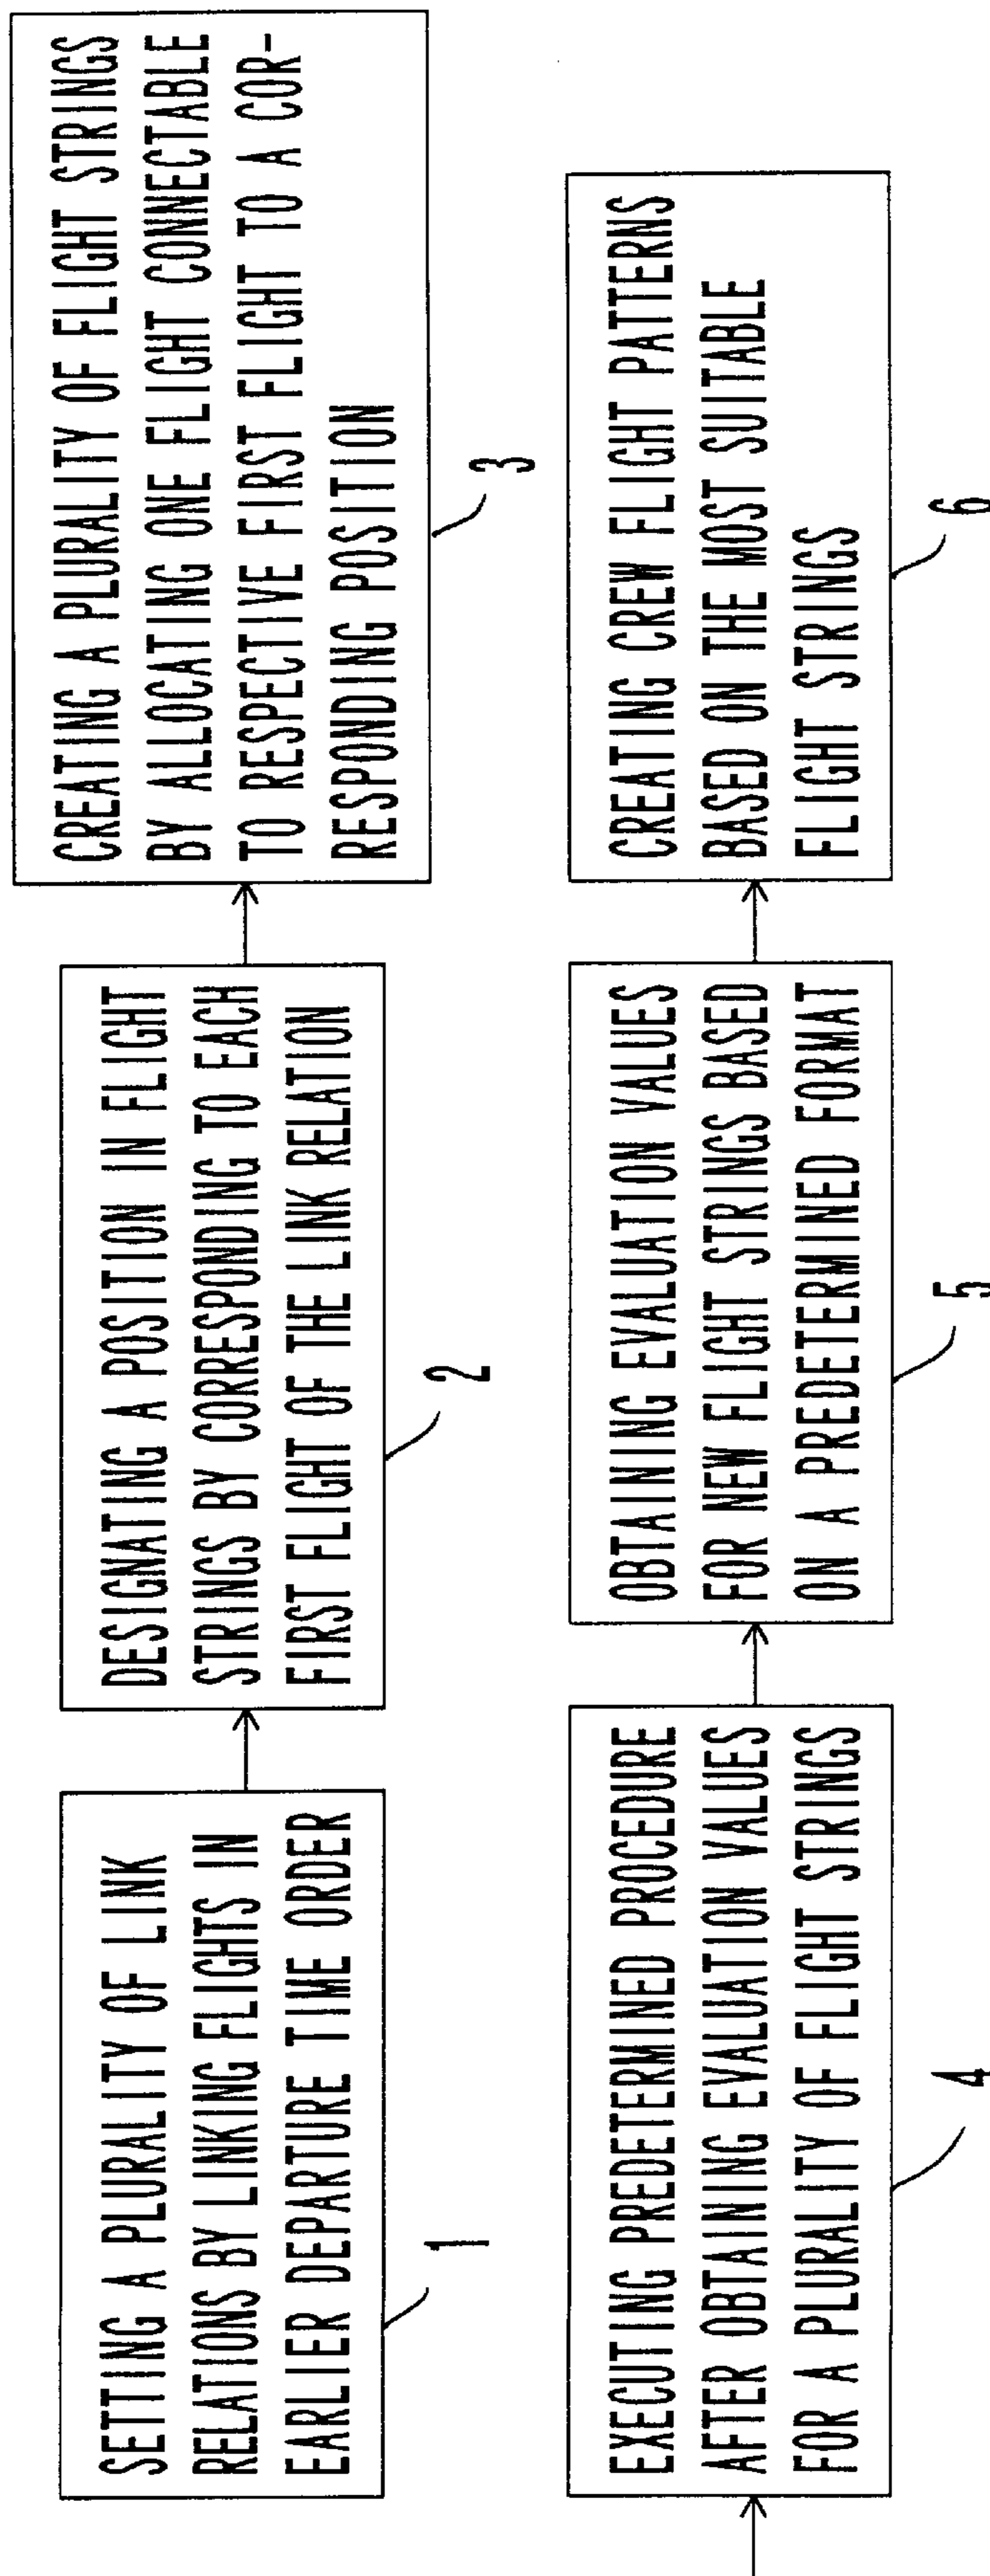 SETTING A PLURALITY OF LINK
RELATIONS BY LINKING FLIGHTS IN
EARLIER DEPARTURE TIME ORDER
1
DESIGNATING A POSITION IN FLIGHT
STRINGS BY CORRESPONDING TO EACH
FIRST FLIGHT OF THE LINK RELATION
2
CREATING A PLURALITY OF FLIGHT STRINGS
BY ALLOCATING ONE FLIGHT CONNECTABLE
TO RESPECTIVE FIRST FLIGHT TO A COR-
RESPONDING POSITION
3
EXECUTING PREDETERMINED PROCEDURE
AFTER OBTAINING EVALUATION VALUES
FOR A PLURALITY OF FLIGHT STRINGS
4
OBTAINING EVALUATION VALUES
FOR NEW FLIGHT STRINGS BASED
ON A PREDETERMINED FORMAT
5
CREATING CREW FLIGHT PATTERNS
BASED ON THE MOST SUITABLE
FLIGHT STRINGS
6